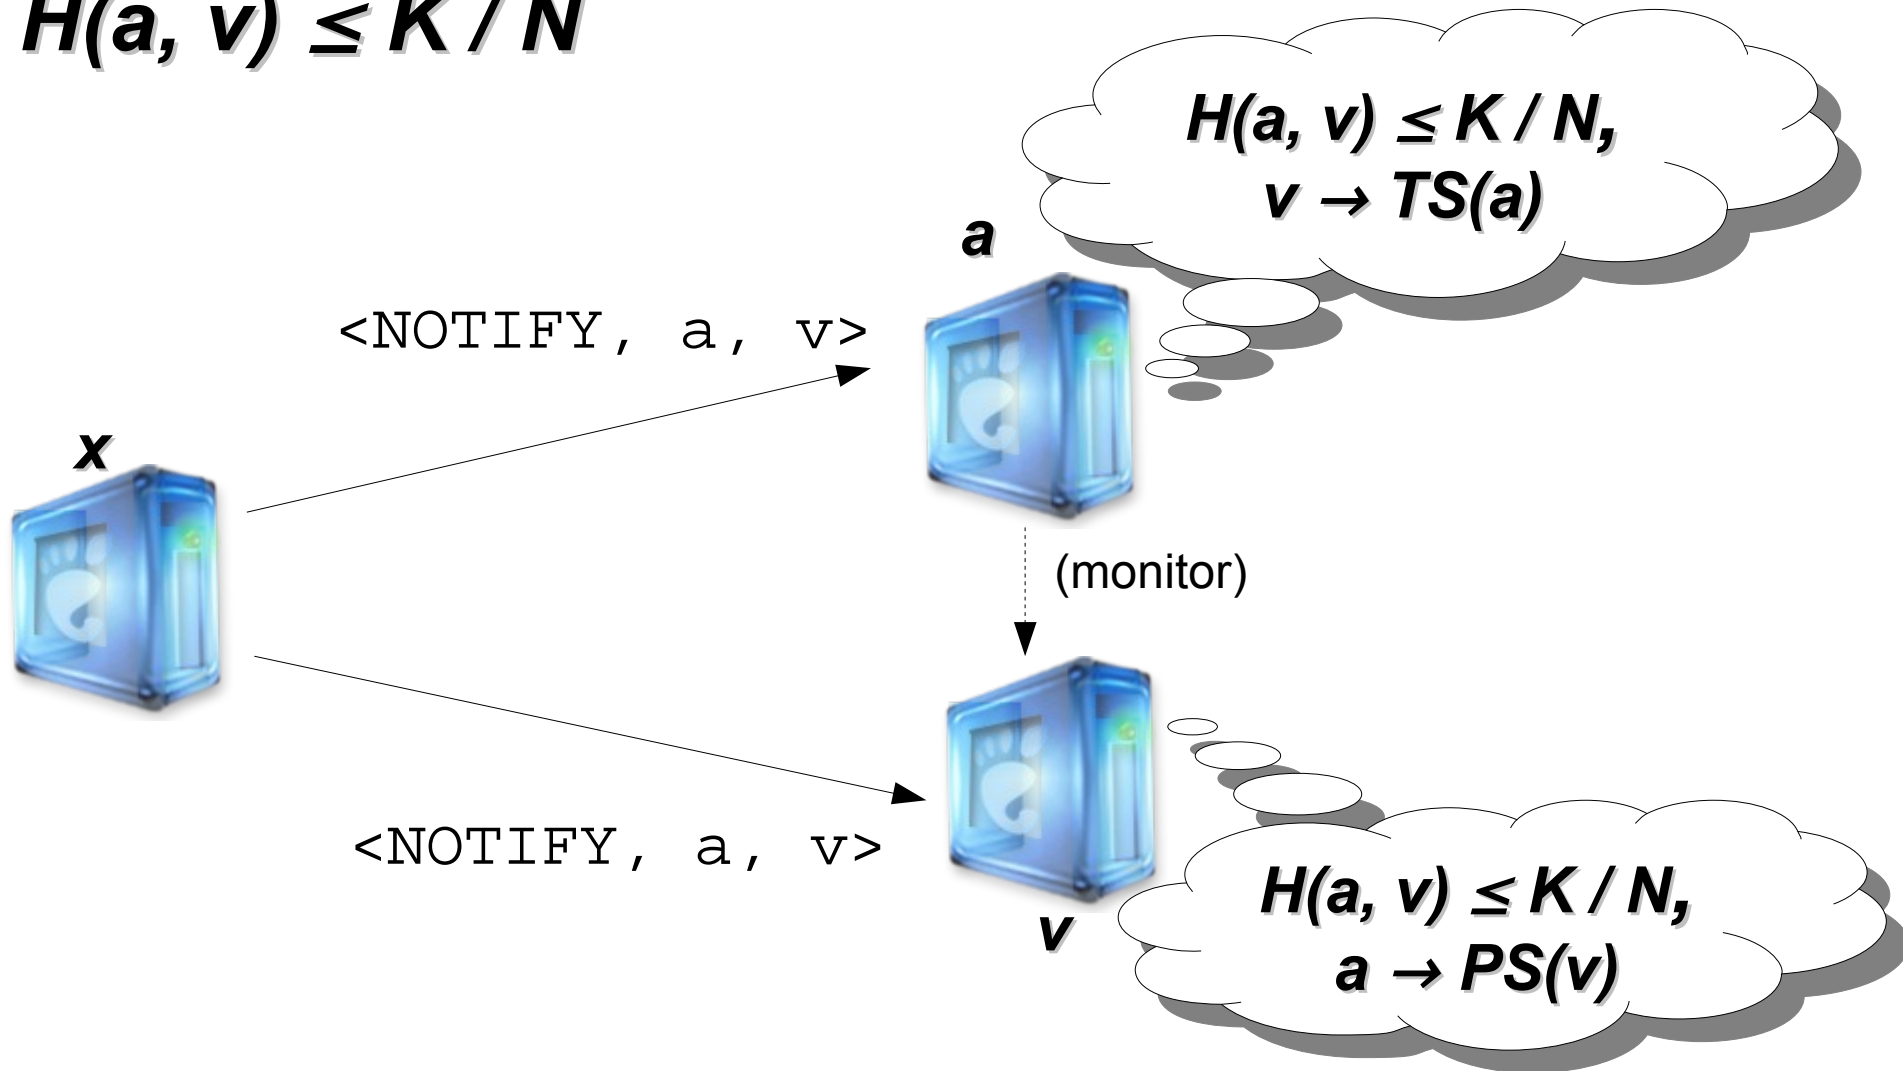 H(a, v) ≤ K / N
H(a, v) ≤ K / N,
v → TS(a)
a
<NOTIFY, a, v>
x
(monitor)
<NOTIFY, a, v>
v
H(a, v) ≤ K / N,
a → PS(v)